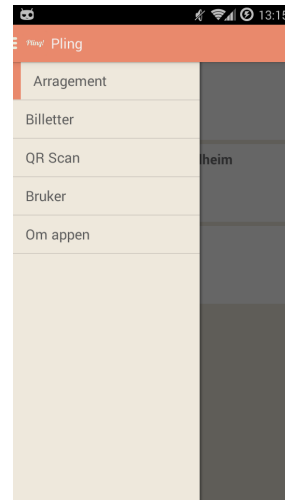 13:15
Pling! Pling
Arragement
Billetter
lheim
QR Scan
Bruker
Om appen